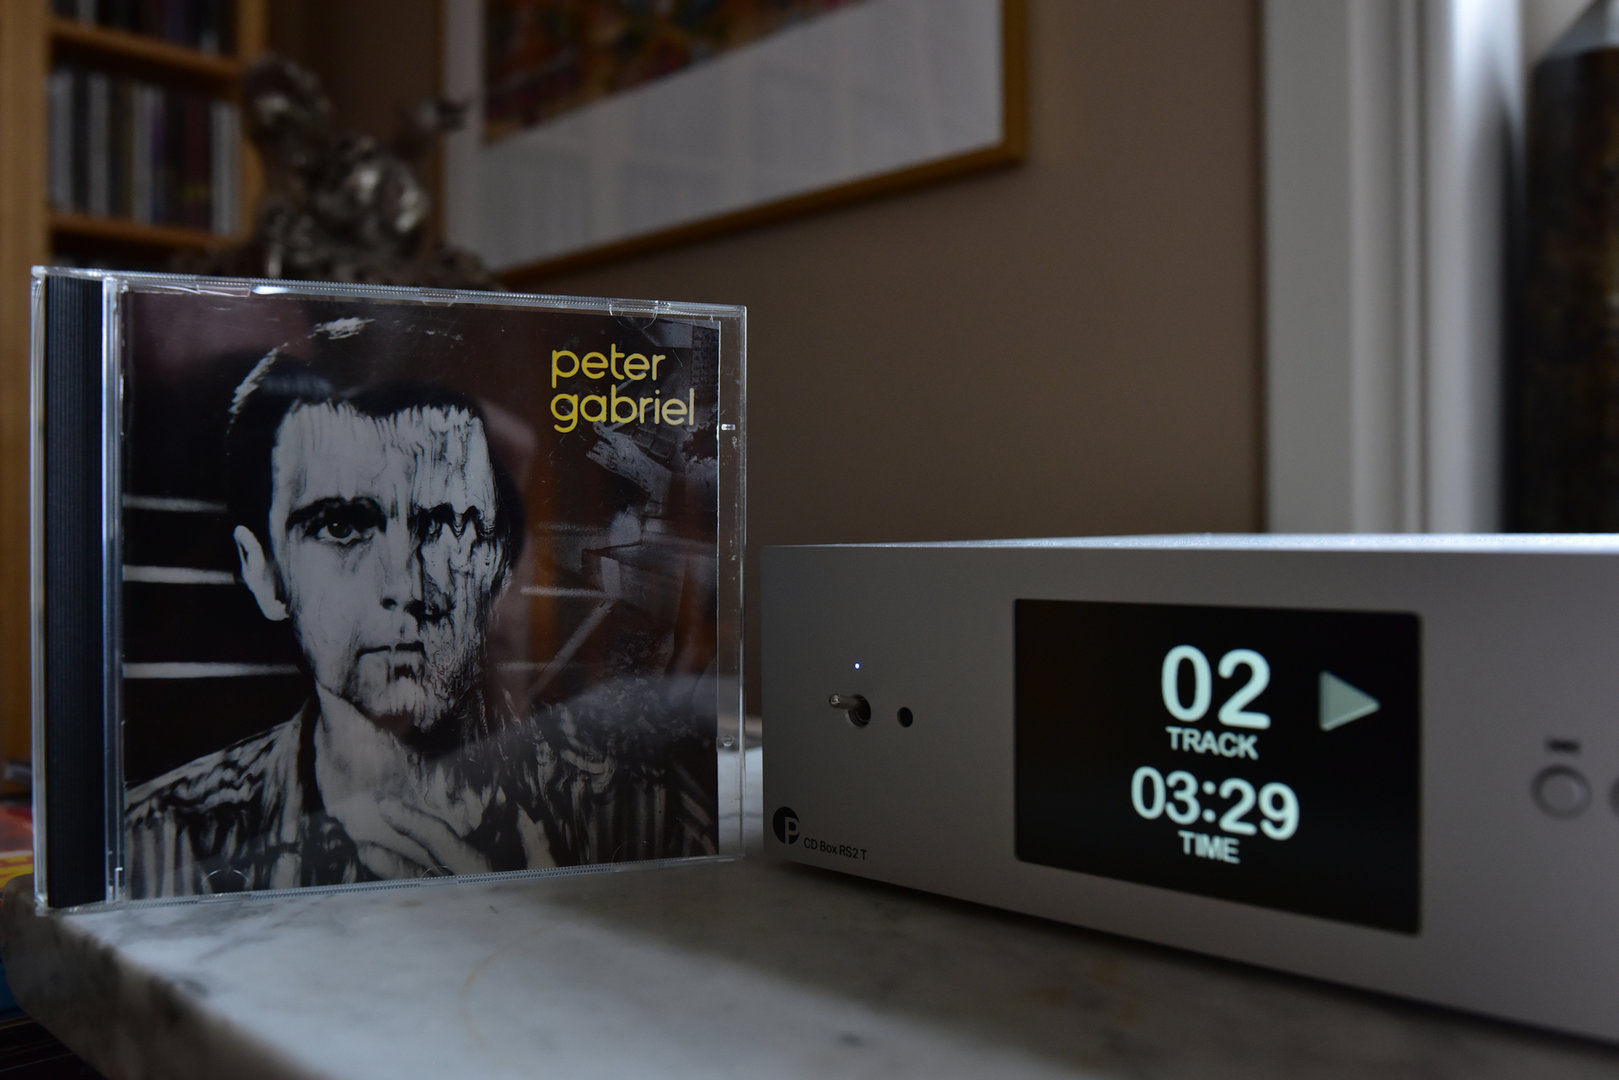 peter
gabriel
02
TRACK
03:29
TIME
P
CD Box RS2 T